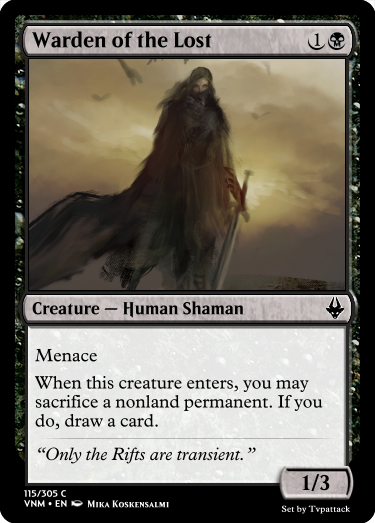 Warden of the Lost 1
Creature — Human Shaman
Menace
When this creature enters, you may
sacrifice a nonland permanent. If you
do, draw a card.
“Only the Rifts are transient.”
1/3
115/305 C
VNM • EN Mika Koskensalmi
Set by Tvpattack